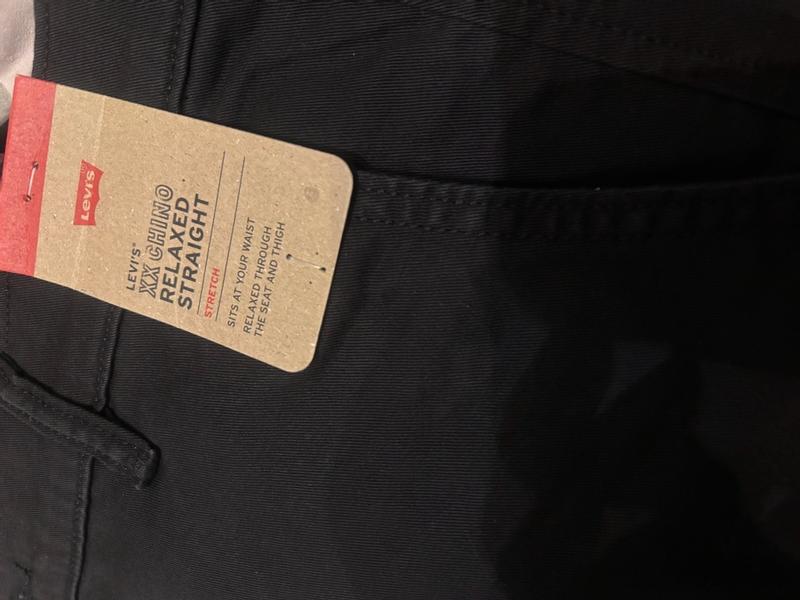 Levi's
LEVI'S®
XX CHINO
RELAXED
STRAIGHT
STRETCH
SITS AT YOUR WAIST
RELAXED THROUGH
THE SEAT AND THIGH